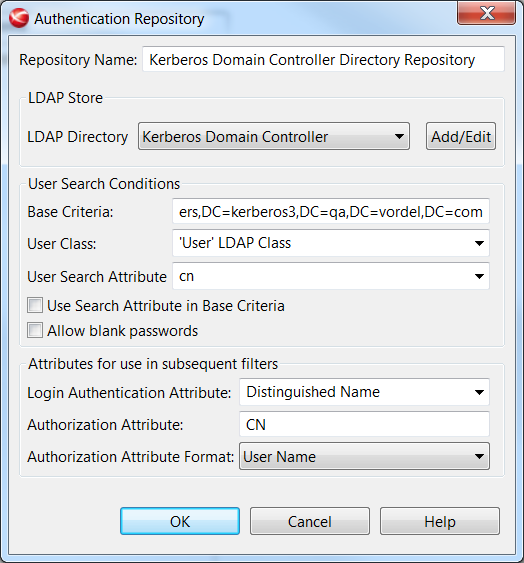 Authentication Repository
Repository Name: Kerberos Domain Controller Directory Repository
LDAP Store
LDAP Directory Kerberos Domain Controller Add/Edit
User Search Conditions
Base Criteria: ers,DC=kerberos3,DC=qa,DC=vordel,DC=com
User Class: 'User' LDAP Class
User Search Attribute cn
Use Search Attribute in Base Criteria
Allow blank passwords
Attributes for use in subsequent filters
Login Authentication Attribute: Distinguished Name
Authorization Attribute: CN
Authorization Attribute Format: User Name
OK Cancel Help